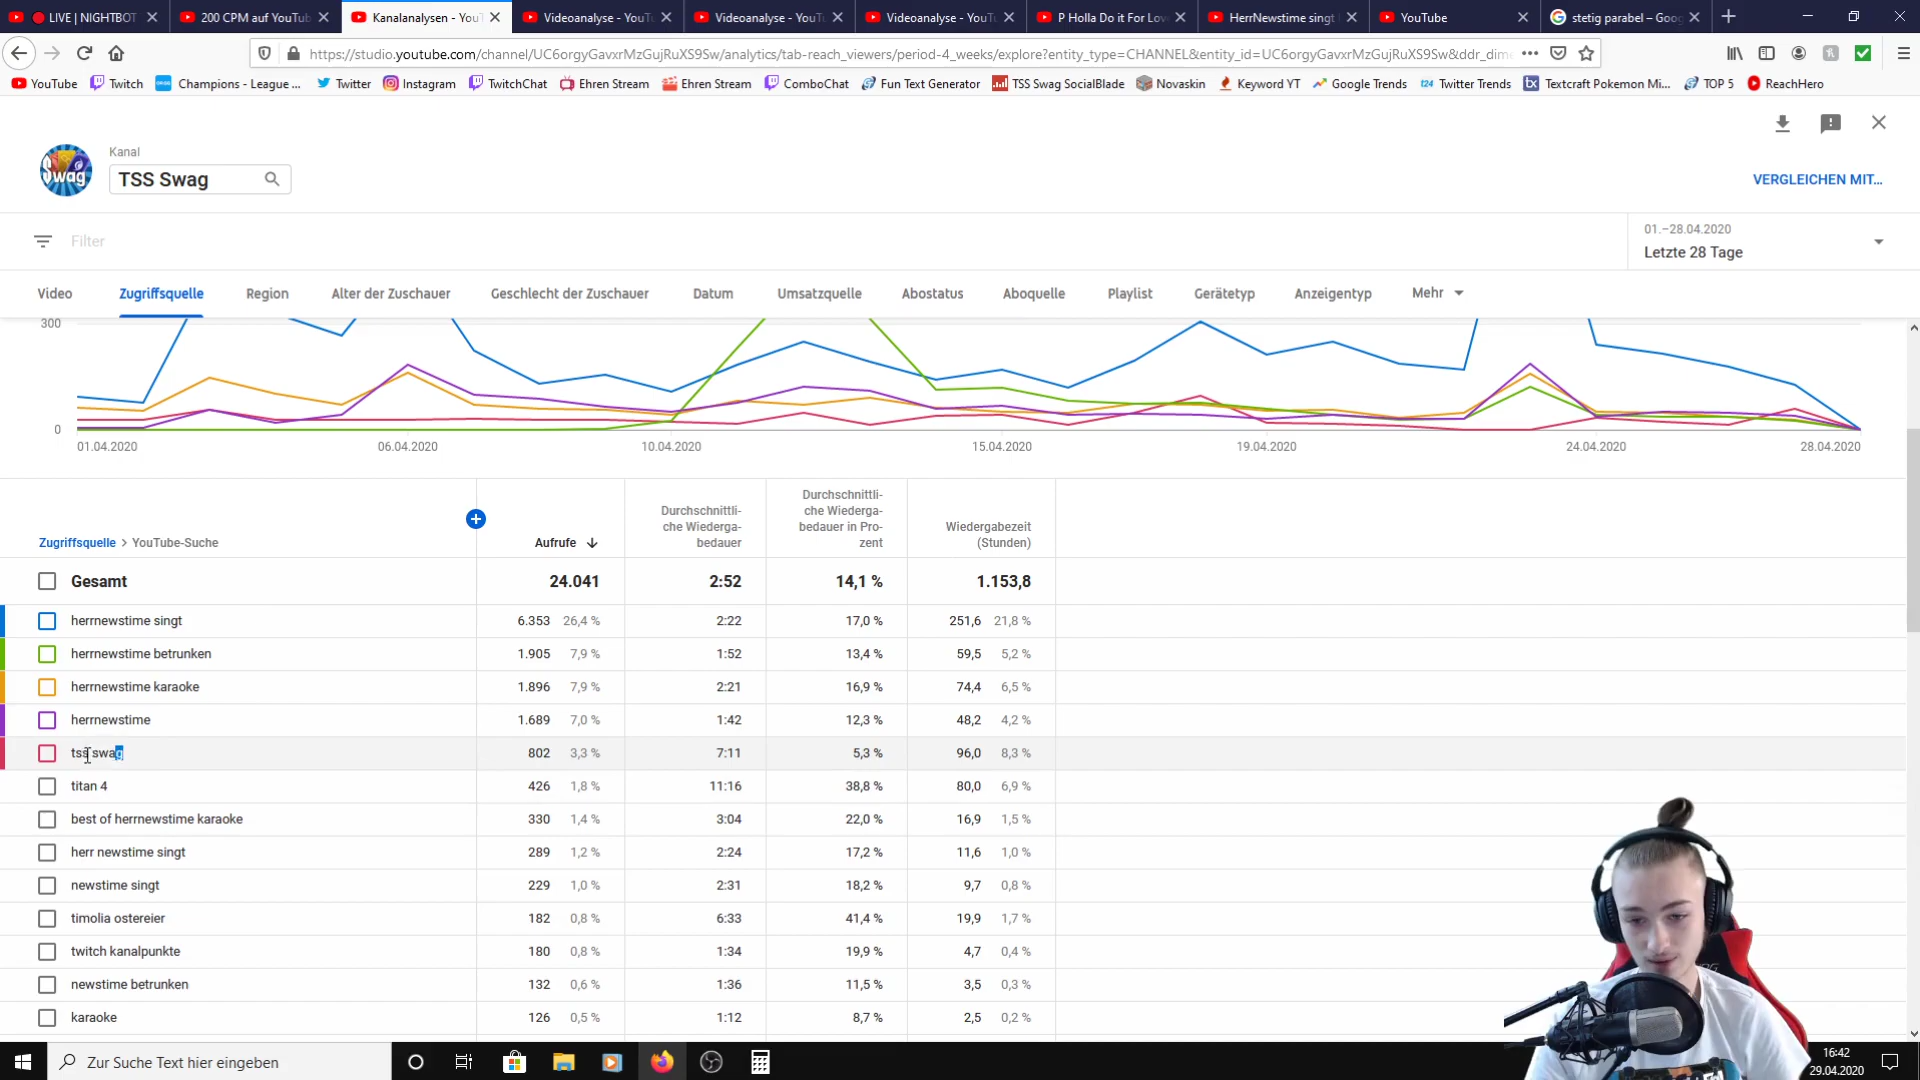 LIVE | NIGHTBOT
200 CPM auf YouTub
Kanalanalysen - YouT
Videoanalyse - YouTu
Videoanalyse - YouTu
Videoanalyse - YouTu
P Holla Do it For Lov
HerrNewstime singt
YouTube
stetig parabel – Goog
https://studio.youtube.com/channel/UC6orgyGavxrMzGujRuXS9Sw/analytics/tab-reach_viewers/period-4_weeks/explore?entity_type=CHANNEL&entity_id=UC6orgyGavxrMzGujRuXS9Sw&ddr_dime
YouTube
Twitch
Champions - League ...
Twitter
Instagram
TwitchChat
Ehren Stream
Ehren Stream
ComboChat
Fun Text Generator
TSS Swag SocialBlade
Novaskin
Keyword YT
Google Trends
Twitter Trends
Textcraft Pokemon Mi...
TOP 5
ReachHero
Swag
Kanal
TSS Swag
VERGLEICHEN MIT...
Filter
01.–28.04.2020
Letzte 28 Tage
Video
Zugriffsquelle
Region
Alter der Zuschauer
Geschlecht der Zuschauer
Datum
Umsatzquelle
Abostatus
Aboquelle
Playlist
Gerätetyp
Anzeigentyp
Mehr
300
0
01.04.2020
06.04.2020
10.04.2020
15.04.2020
19.04.2020
24.04.2020
28.04.2020
Zugriffsquelle > YouTube-Suche
Aufrufe
Durchschnittli-
che Wiederga-
bedauer
Durchschnittli-
che Wiederga-
bedauer in Pro-
zent
Wiedergabezeit
(Stunden)
Gesamt 24.041 2:52 14,1 % 1.153,8
herrnewstime singt 6.353 26,4 % 2:22 17,0 % 251,6 21,8 %
herrnewstime betrunken 1.905 7,9 % 1:52 13,4 % 59,5 5,2 %
herrnewstime karaoke 1.896 7,9 % 2:21 16,9 % 74,4 6,5 %
herrnewstime 1.689 7,0 % 1:42 12,3 % 48,2 4,2 %
tss swag 802 3,3 % 7:11 5,3 % 96,0 8,3 %
titan 4 426 1,8 % 11:16 38,8 % 80,0 6,9 %
best of herrnewstime karaoke 330 1,4 % 3:04 22,0 % 16,9 1,5 %
herr newstime singt 289 1,2 % 2:24 17,2 % 11,6 1,0 %
newstime singt 229 1,0 % 2:31 18,2 % 9,7 0,8 %
timolia ostereier 182 0,8 % 6:33 41,4 % 19,9 1,7 %
twitch kanalpunkte 180 0,8 % 1:34 19,9 % 4,7 0,4 %
newstime betrunken 132 0,6 % 1:36 11,5 % 3,5 0,3 %
karaoke 126 0,5 % 1:12 8,7 % 2,5 0,2 %
Zur Suche Text hier eingeben
16:42
29.04.2020